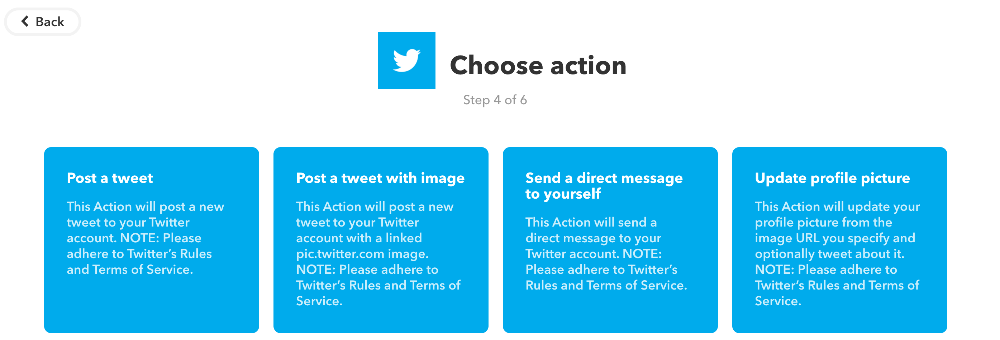 Back
Choose action
Step 4 of 6
Post a tweet
This Action will post a new
tweet to your Twitter
account. NOTE: Please
adhere to Twitter’s Rules
and Terms of Service.
Post a tweet with image
This Action will post a new
tweet to your Twitter
account with a linked
pic.twitter.com image.
NOTE: Please adhere to
Twitter’s Rules and Terms of
Service.
Send a direct message
to yourself
This Action will send a
direct message to your
Twitter account. NOTE:
Please adhere to Twitter’s
Rules and Terms of Service.
Update profile picture
This Action will update your
profile picture from the
image URL you specify and
optionally tweet about it.
NOTE: Please adhere to
Twitter’s Rules and Terms of
Service.